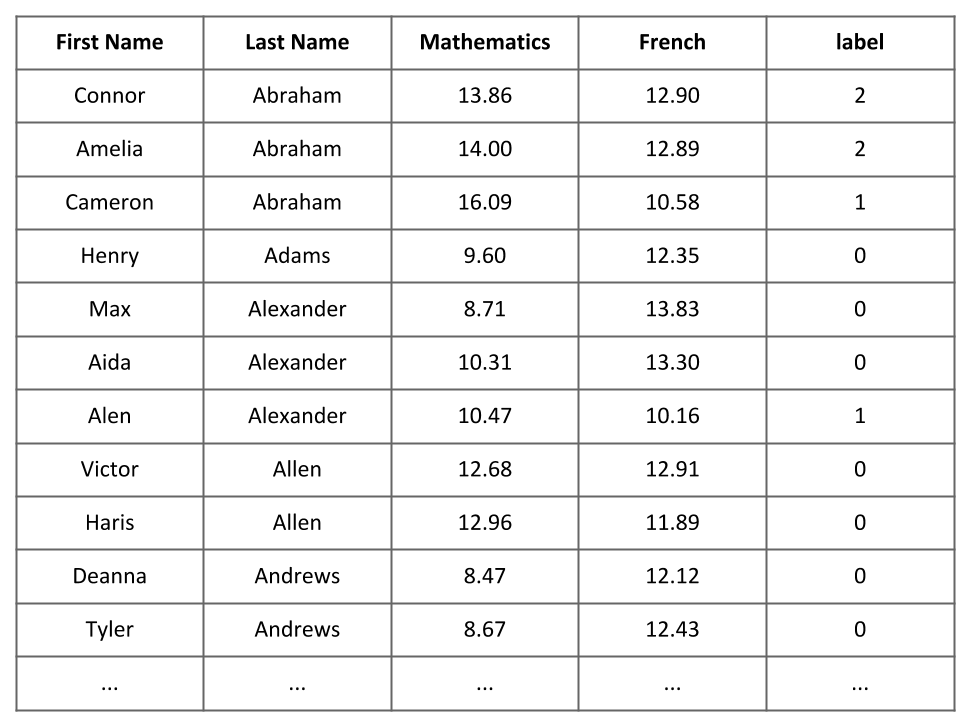 First Name Last Name Mathematics French label
Connor Abraham 13.86 12.90 2
Amelia Abraham 14.00 12.89 2
Cameron Abraham 16.09 10.58 1
Henry Adams 9.60 12.35 0
Max Alexander 8.71 13.83 0
Aida Alexander 10.31 13.30 0
Alen Alexander 10.47 10.16 1
Victor Allen 12.68 12.91 0
Haris Allen 12.96 11.89 0
Deanna Andrews 8.47 12.12 0
Tyler Andrews 8.67 12.43 0
... ... ... ... ...